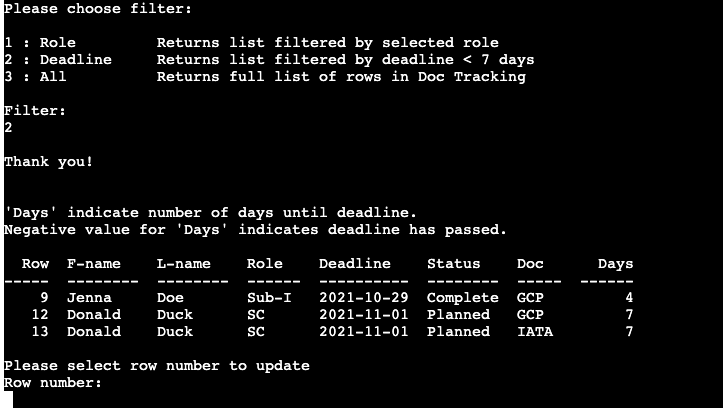 Please choose filter:
1 : Role         Returns list filtered by selected role
2 : Deadline     Returns list filtered by deadline < 7 days
3 : All          Returns full list of rows in Doc Tracking
Filter:
2
Thank you!
'Days' indicate number of days until deadline.
Negative value for 'Days' indicates deadline has passed.
  Row  F-name    L-name    Role    Deadline    Status    Doc      Days
-----  --------  --------  ------  ----------  --------  -----  ------
    9  Jenna     Doe       Sub-I   2021-10-29  Complete  GCP         4
   12  Donald    Duck      SC      2021-11-01  Planned   GCP         7
   13  Donald    Duck      SC      2021-11-01  Planned   IATA        7
Please select row number to update
Row number: